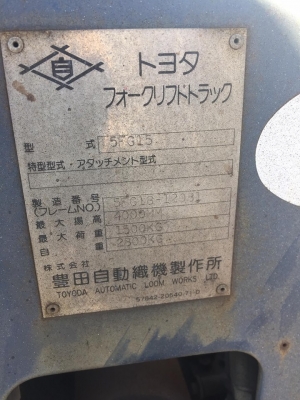 自
トヨタ
フォークリフトトラック
型式 5FG15
特型型式・アタッチメント型式
製造番号
(フレームNO.)
最大揚高 4000
最大荷重 1500KG
自重 2800KG
株式会社 豊田自動織機製作所
TOYODA AUTOMATIC LOOM WORKS LTD